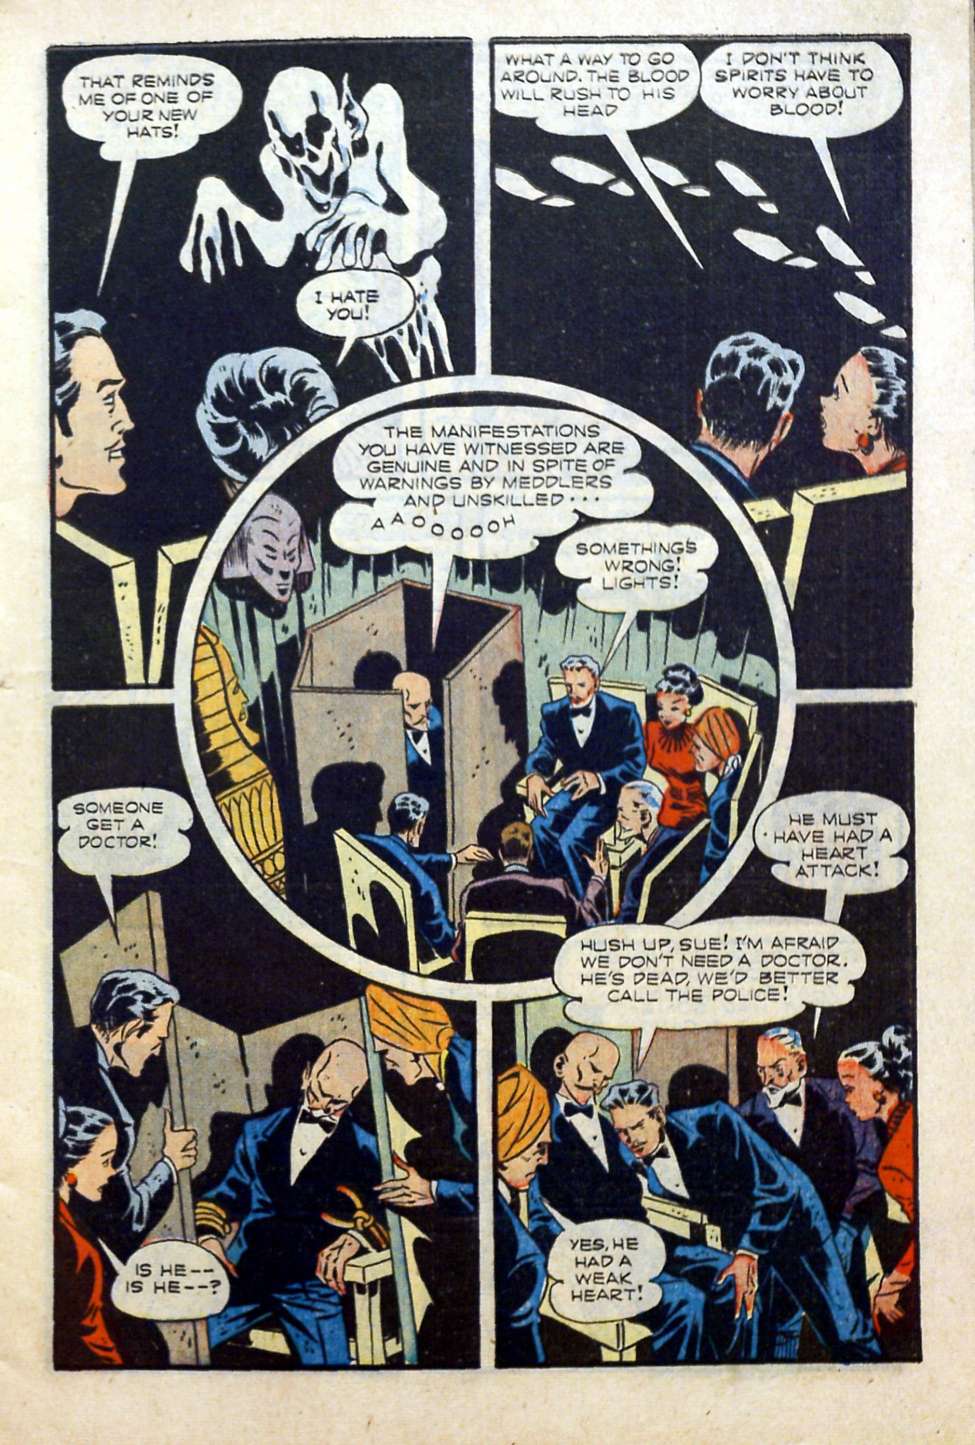 THAT REMINDS
ME OF ONE OF
YOUR NEW
HATS!
I HATE
YOU!
WHAT A WAY TO GO
AROUND. THE BLOOD
WILL RUSH TO HIS
HEAD
I DON'T THINK
SPIRITS HAVE TO
WORRY ABOUT
BLOOD!
THE MANIFESTATIONS
YOU HAVE WITNESSED ARE
GENUINE AND IN SPITE OF
WARNINGS BY MEDDLERS
AND UNSKILLED...
AAOOOOOOH
SOMETHING'S
WRONG!
LIGHTS!
SOMEONE
GET A
DOCTOR!
IS HE--
IS HE--?
HE MUST
HAVE HAD A
HEART
ATTACK!
HUSH UP, SUE! I'M AFRAID
WE DON'T NEED A DOCTOR.
HE'S DEAD, WE'D BETTER
CALL THE POLICE!
YES, HE
HAD A
WEAK
HEART!